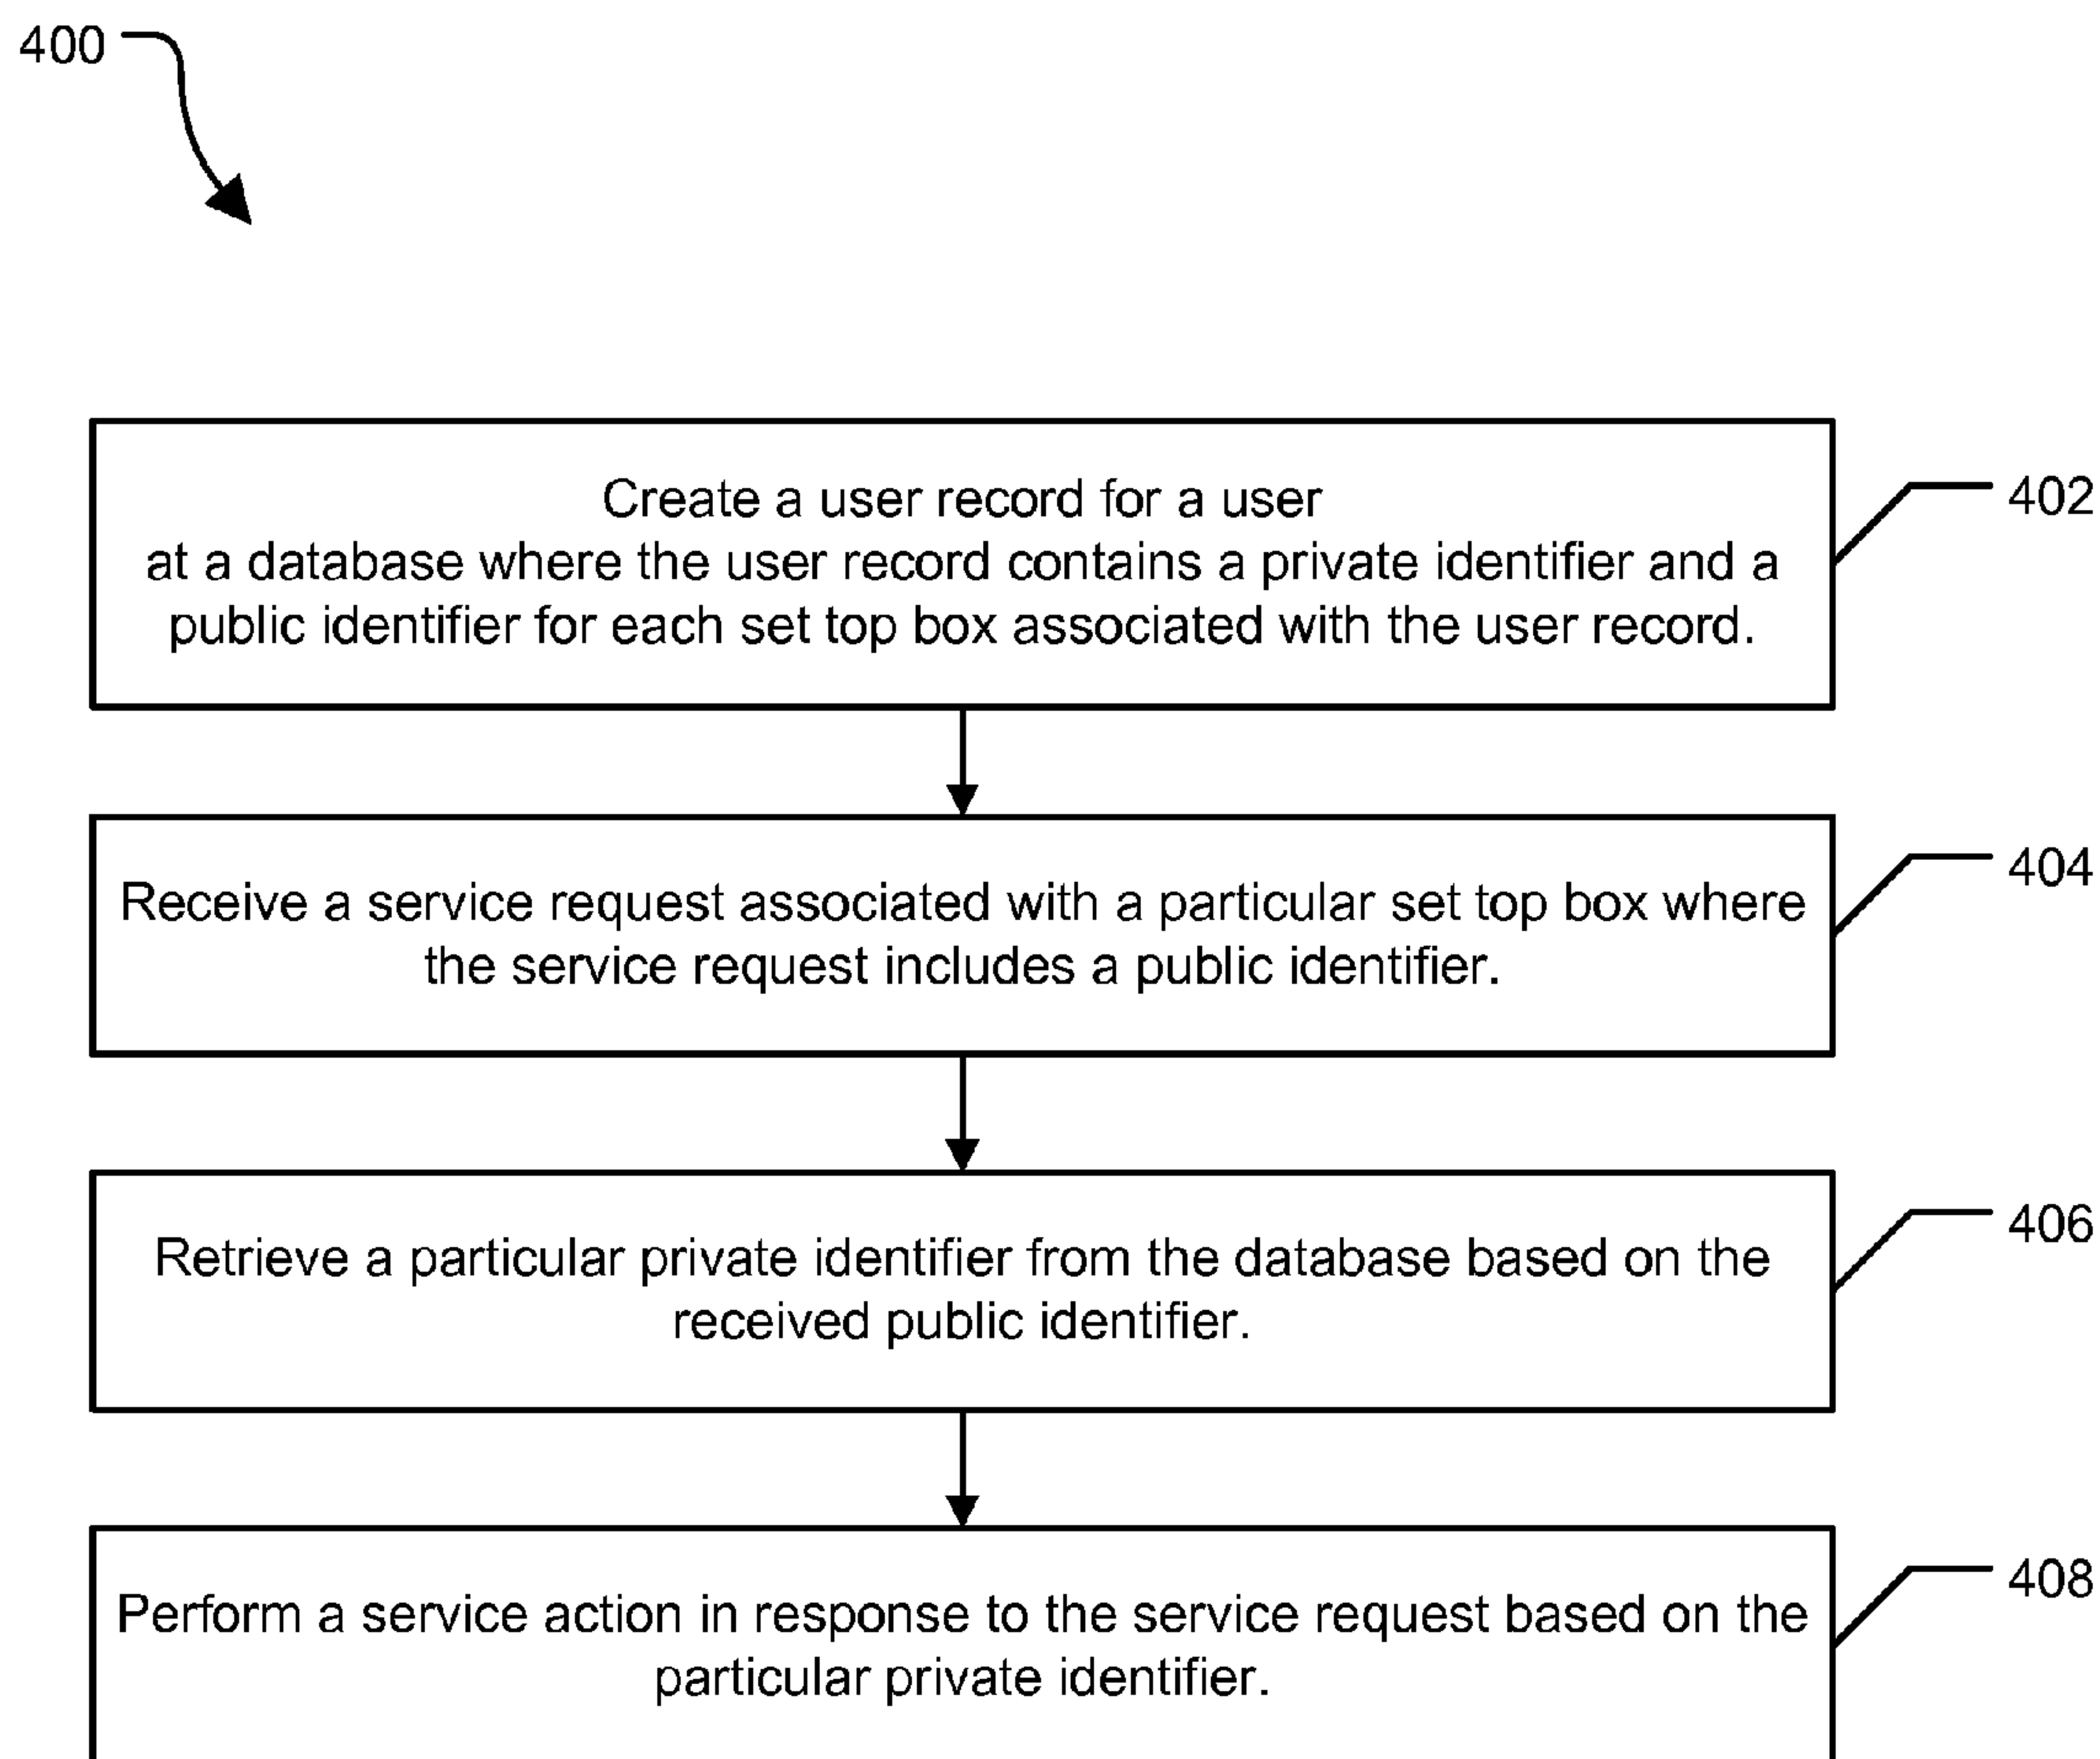 400
Create a user record for a user
at a database where the user record contains a private identifier and a
public identifier for each set top box associated with the user record.
402
Receive a service request associated with a particular set top box where
the service request includes a public identifier.
404
Retrieve a particular private identifier from the database based on the
received public identifier.
406
Perform a service action in response to the service request based on the
particular private identifier.
408